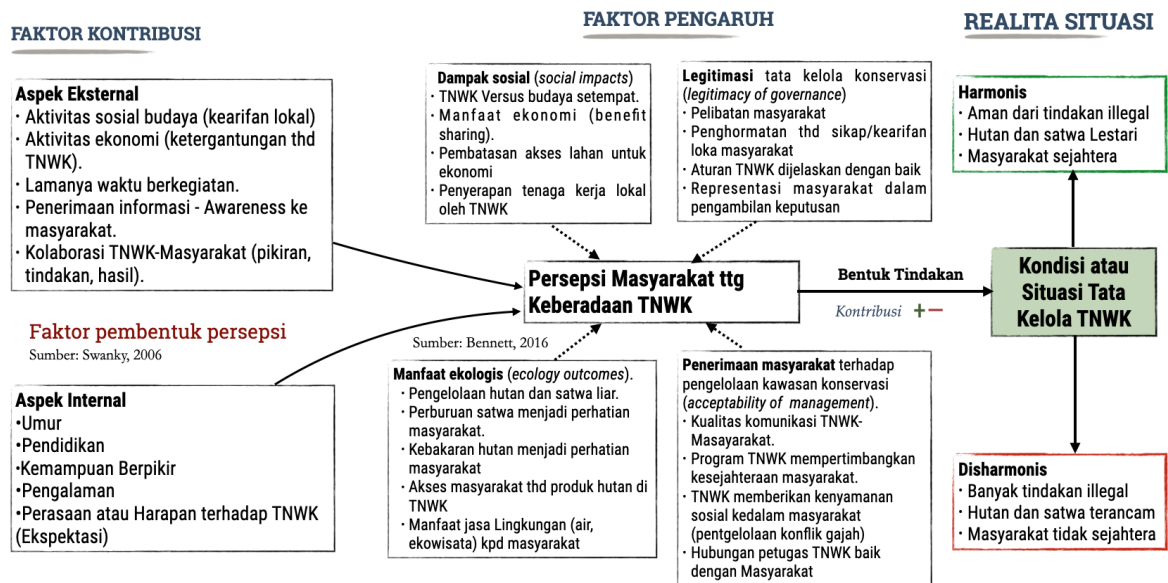 FAKTOR KONTRIBUSI
FAKTOR PENGARUH
REALITA SITUASI
Aspek Eksternal
· Aktivitas sosial budaya (kearifan lokal)
· Aktivitas ekonomi (ketergantungan thd
TNWK).
· Lamanya waktu berkegiatan.
· Penerimaan informasi - Awareness ke
masyarakat.
· Kolaborasi TNWK-Masyarakat (pikiran,
tindakan, hasil).
Faktor pembentuk persepsi
Sumber: Swanky, 2006
Aspek Internal
•Umur
•Pendidikan
•Kemampuan Berpikir
•Pengalaman
•Perasaan atau Harapan terhadap TNWK
(Ekspektasi)
Dampak sosial (social impacts)
· TNWK Versus budaya setempat.
· Manfaat ekonomi (benefit
sharing).
· Pembatasan akses lahan untuk
ekonomi
· Penyerapan tenaga kerja lokal
oleh TNWK
Legitimasi tata kelola konservasi
(legitimacy of governance)
· Pelibatan masyarakat
· Penghormatan thd sikap/kearifan
loka masyarakat
· Aturan TNWK dijelaskan dengan baik
· Representasi masyarakat dalam
pengambilan keputusan
Persepsi Masyarakat ttg
Keberadaan TNWK
Sumber: Bennett, 2016
Manfaat ekologis (ecology outcomes).
· Pengelolaan hutan dan satwa liar.
· Perburuan satwa menjadi perhatian
masyarakat.
· Kebakaran hutan menjadi perhatian
masyarakat
· Akses masyarakat thd produk hutan di
TNWK
· Manfaat jasa Lingkungan (air,
ekowisata) kpd masyarakat
Penerimaan masyarakat terhadap
pengelolaan kawasan konservasi
(acceptability of management).
· Kualitas komunikasi TNWK-
Masayarakat.
· Program TNWK mempertimbangkan
kesejahteraan masyarakat.
· TNWK memberikan kenyamanan
sosial kedalam masyarakat
(pentgelolaan konflik gajah)
· Hubungan petugas TNWK baik
dengan Masyarakat
Bentuk Tindakan
Kontribusi + −
Harmonis
· Aman dari tindakan illegal
· Hutan dan satwa Lestari
· Masyarakat sejahtera
Kondisi atau
Situasi Tata
Kelola TNWK
Disharmonis
· Banyak tindakan illegal
· Hutan dan satwa terancam
· Masyarakat tidak sejahtera